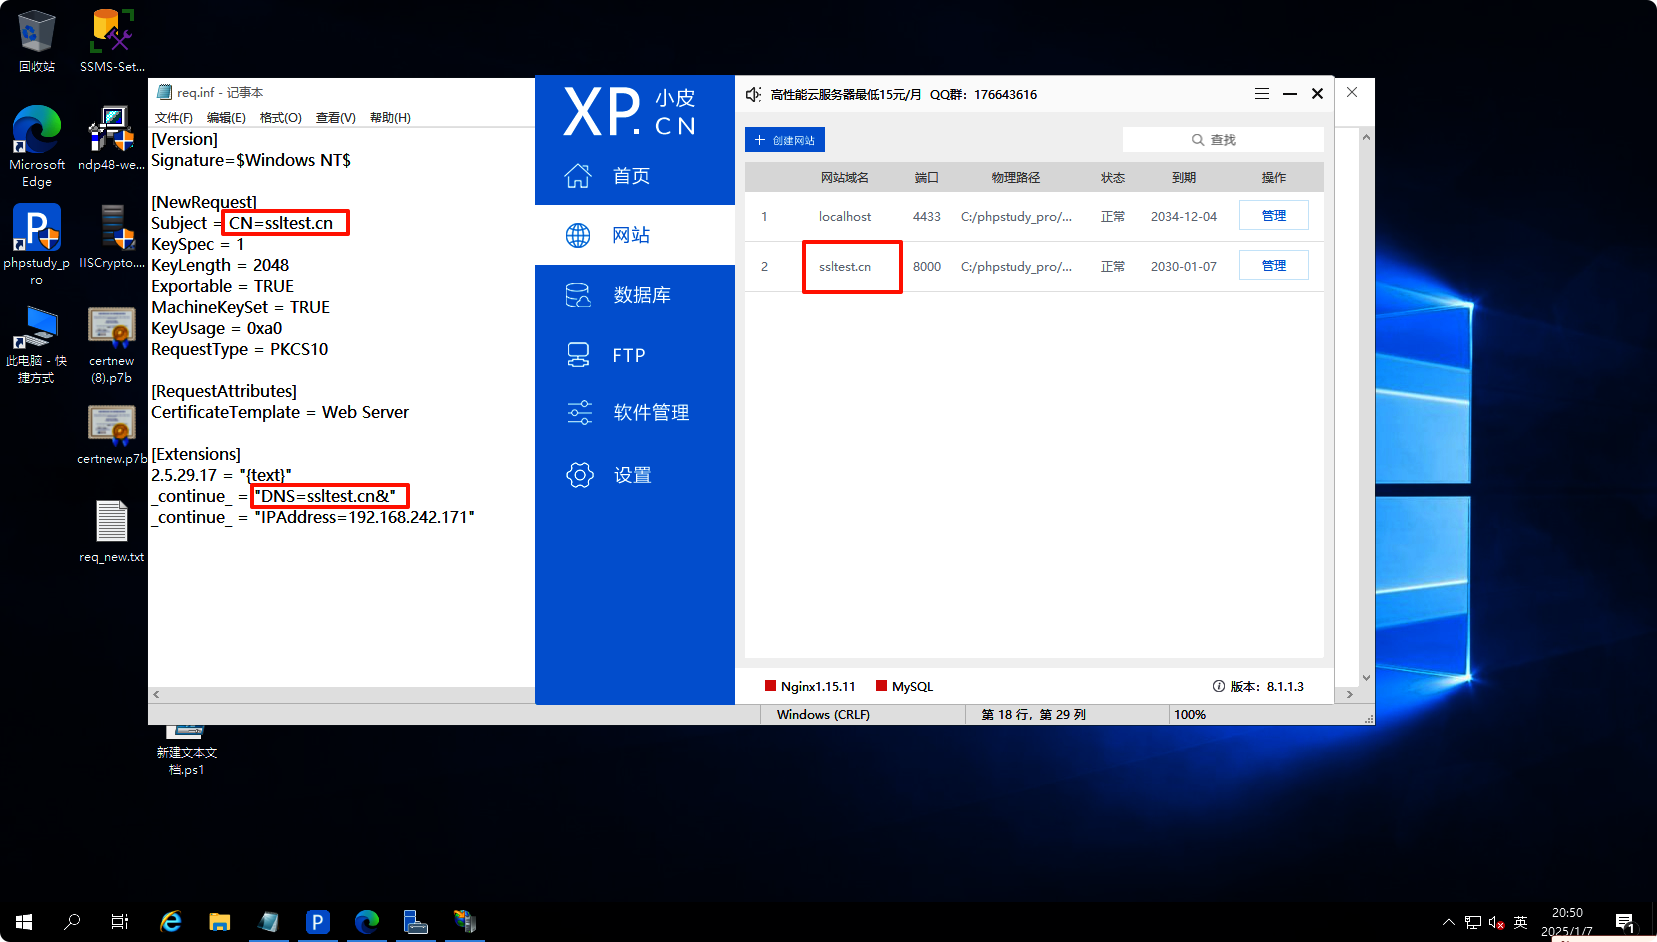 回收站
SSMS-Set...
Microsoft
Edge
ndp48-we...
phpstudy_p
ro
IISCrypto....
此电脑 - 快
捷方式
certnew
(8).p7b
certnew.p7b
req_new.txt
新建文本文
档.ps1
req.inf - 记事本
文件(F) 编辑(E) 格式(O) 查看(V) 帮助(H)
[Version]
Signature=$Windows NT$
[NewRequest]
Subject = CN=ssltest.cn
KeySpec = 1
KeyLength = 2048
Exportable = TRUE
MachineKeySet = TRUE
KeyUsage = 0xa0
RequestType = PKCS10
[RequestAttributes]
CertificateTemplate = Web Server
[Extensions]
2.5.29.17 = "{text}"
_continue_ = "DNS=ssltest.cn&"
_continue_ = "IPAddress=192.168.242.171"
XP. 小皮
CN
首页
网站
数据库
FTP
软件管理
设置
高性能云服务器最低15元/月 QQ群：176643616
创建网站
查找
网站域名 端口 物理路径 状态 到期 操作
1 localhost 4433 C:/phpstudy_pro/... 正常 2034-12-04 管理
2 ssltest.cn 8000 C:/phpstudy_pro/... 正常 2030-01-07 管理
Nginx1.15.11 MySQL 版本：8.1.1.3
Windows (CRLF) 第 18 行，第 29 列 100%
P
英
20:50
2025/1/7
1